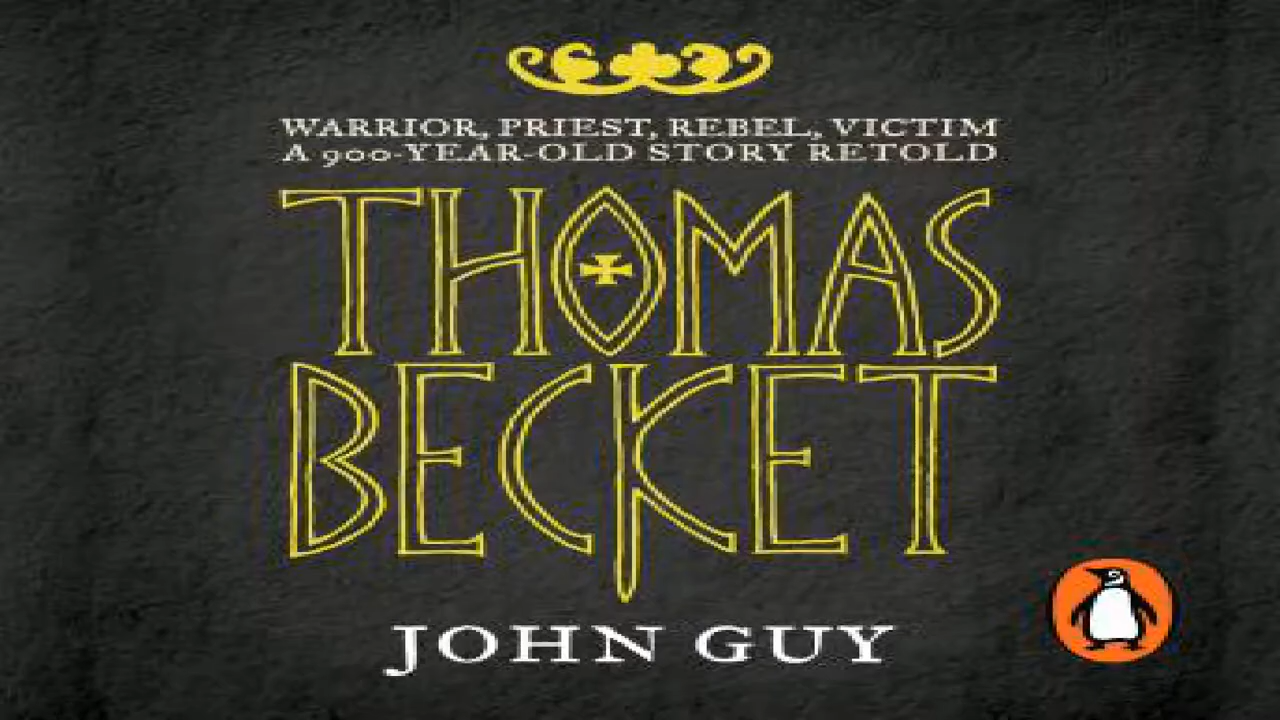 WARRIOR, PRIEST, REBEL, VICTIM
A 900-YEAR-OLD STORY RETOLD
THOMAS
BECKET
JOHN GUY